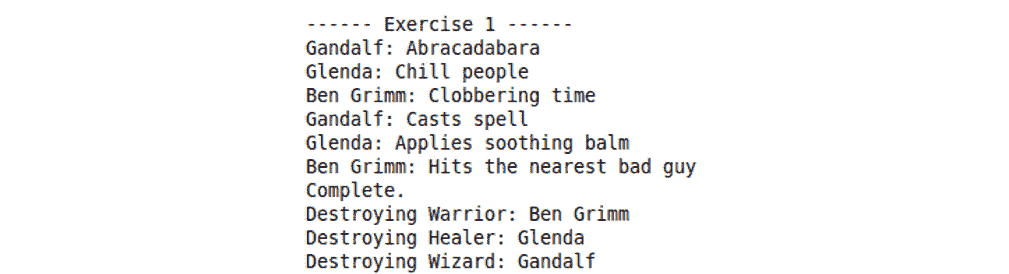 ------ Exercise 1 ------
Gandalf: Abracadabara
Glenda: Chill people
Ben Grimm: Clobbering time
Gandalf: Casts spell
Glenda: Applies soothing balm
Ben Grimm: Hits the nearest bad guy
Complete.
Destroying Warrior: Ben Grimm
Destroying Healer: Glenda
Destroying Wizard: Gandalf